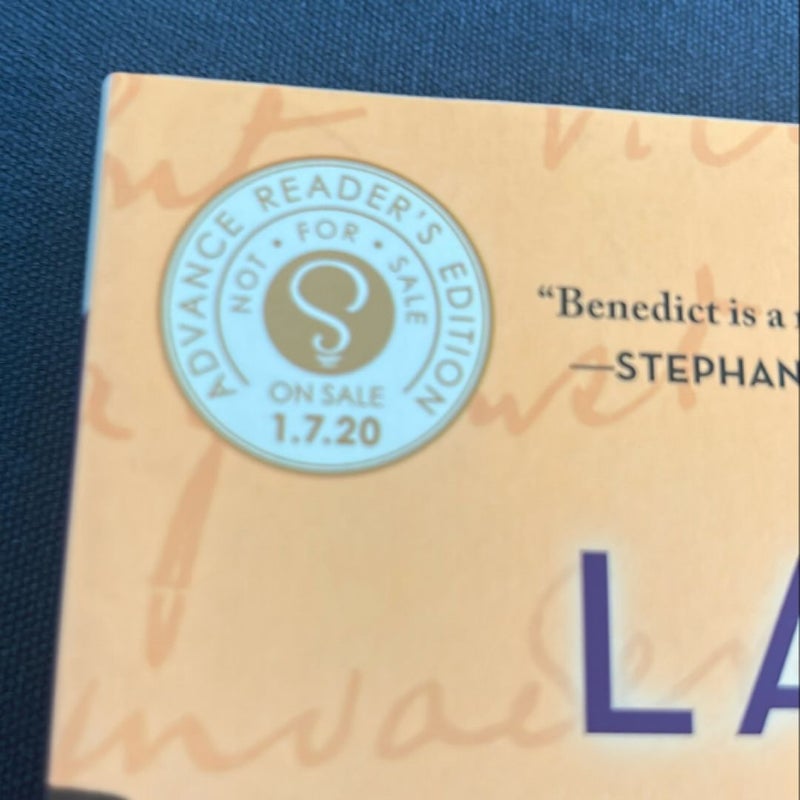 ADVANCE READER'S EDITION
NOT • FOR • SALE
ON SALE
1.7.20
“Benedict is a
—STEPHAN
LA